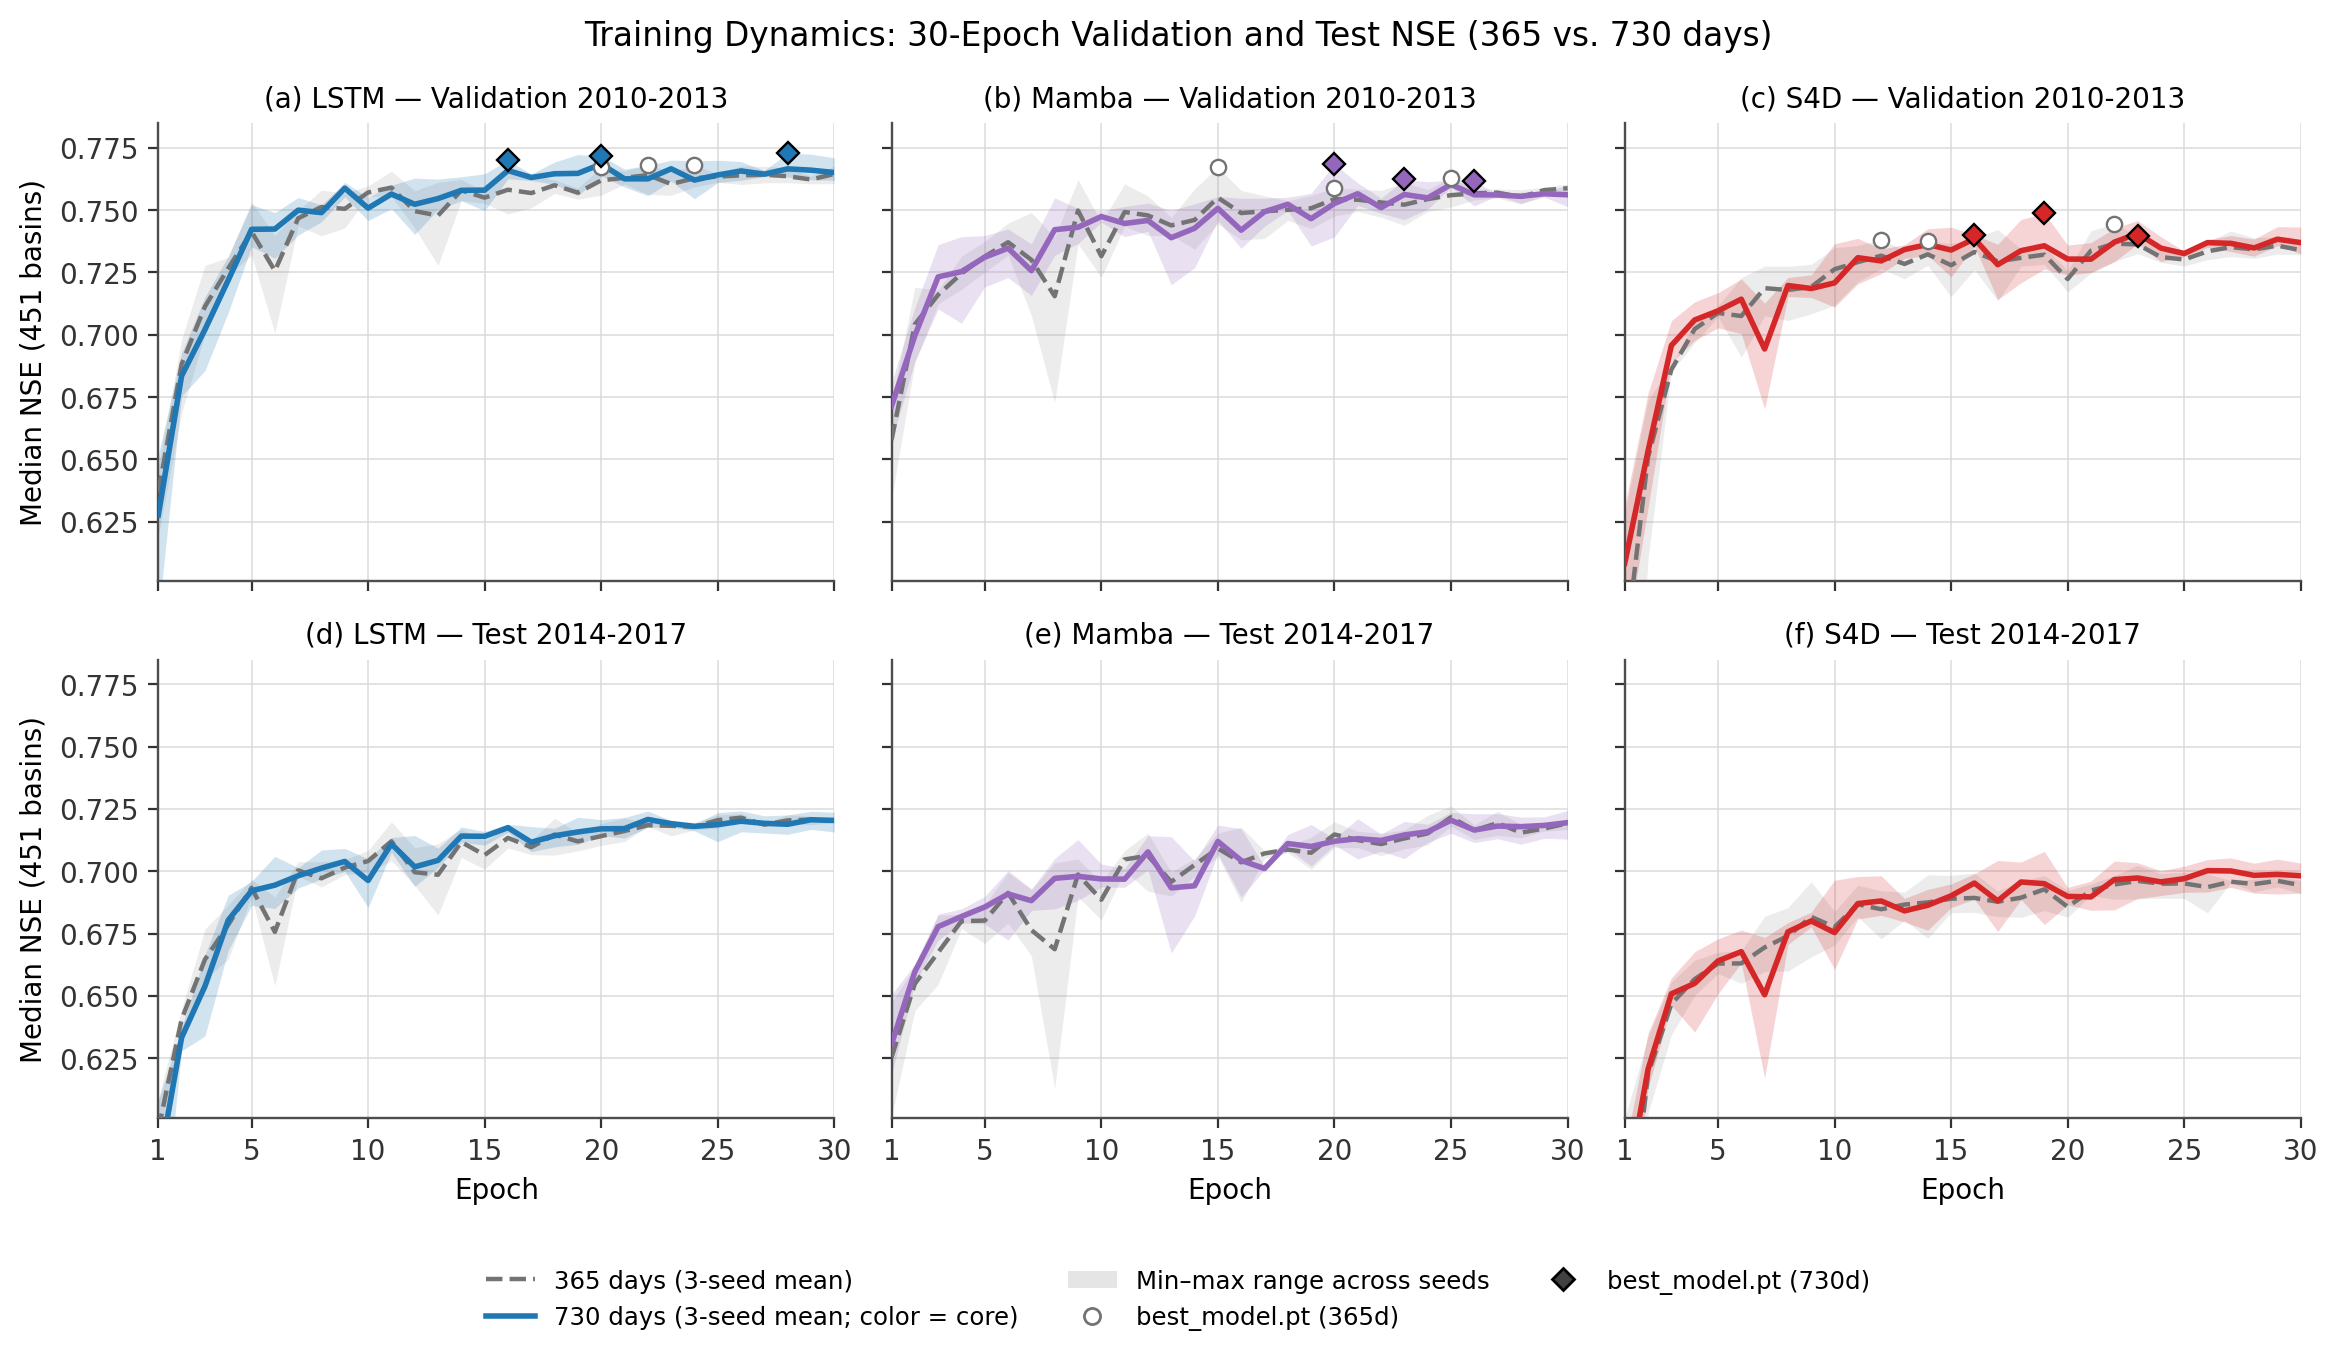 Training Dynamics: 30-Epoch Validation and Test NSE (365 vs. 730 days)
(a) LSTM — Validation 2010-2013
(b) Mamba — Validation 2010-2013
(c) S4D — Validation 2010-2013
Median NSE (451 basins)
0.775
0.750
0.725
0.700
0.675
0.650
0.625
(d) LSTM — Test 2014-2017
(e) Mamba — Test 2014-2017
(f) S4D — Test 2014-2017
Median NSE (451 basins)
0.775
0.750
0.725
0.700
0.675
0.650
0.625
1 5 10 15 20 25 30
1 5 10 15 20 25 30
1 5 10 15 20 25 30
Epoch
Epoch
Epoch
365 days (3-seed mean)
730 days (3-seed mean; color = core)
Min–max range across seeds
best_model.pt (365d)
best_model.pt (730d)